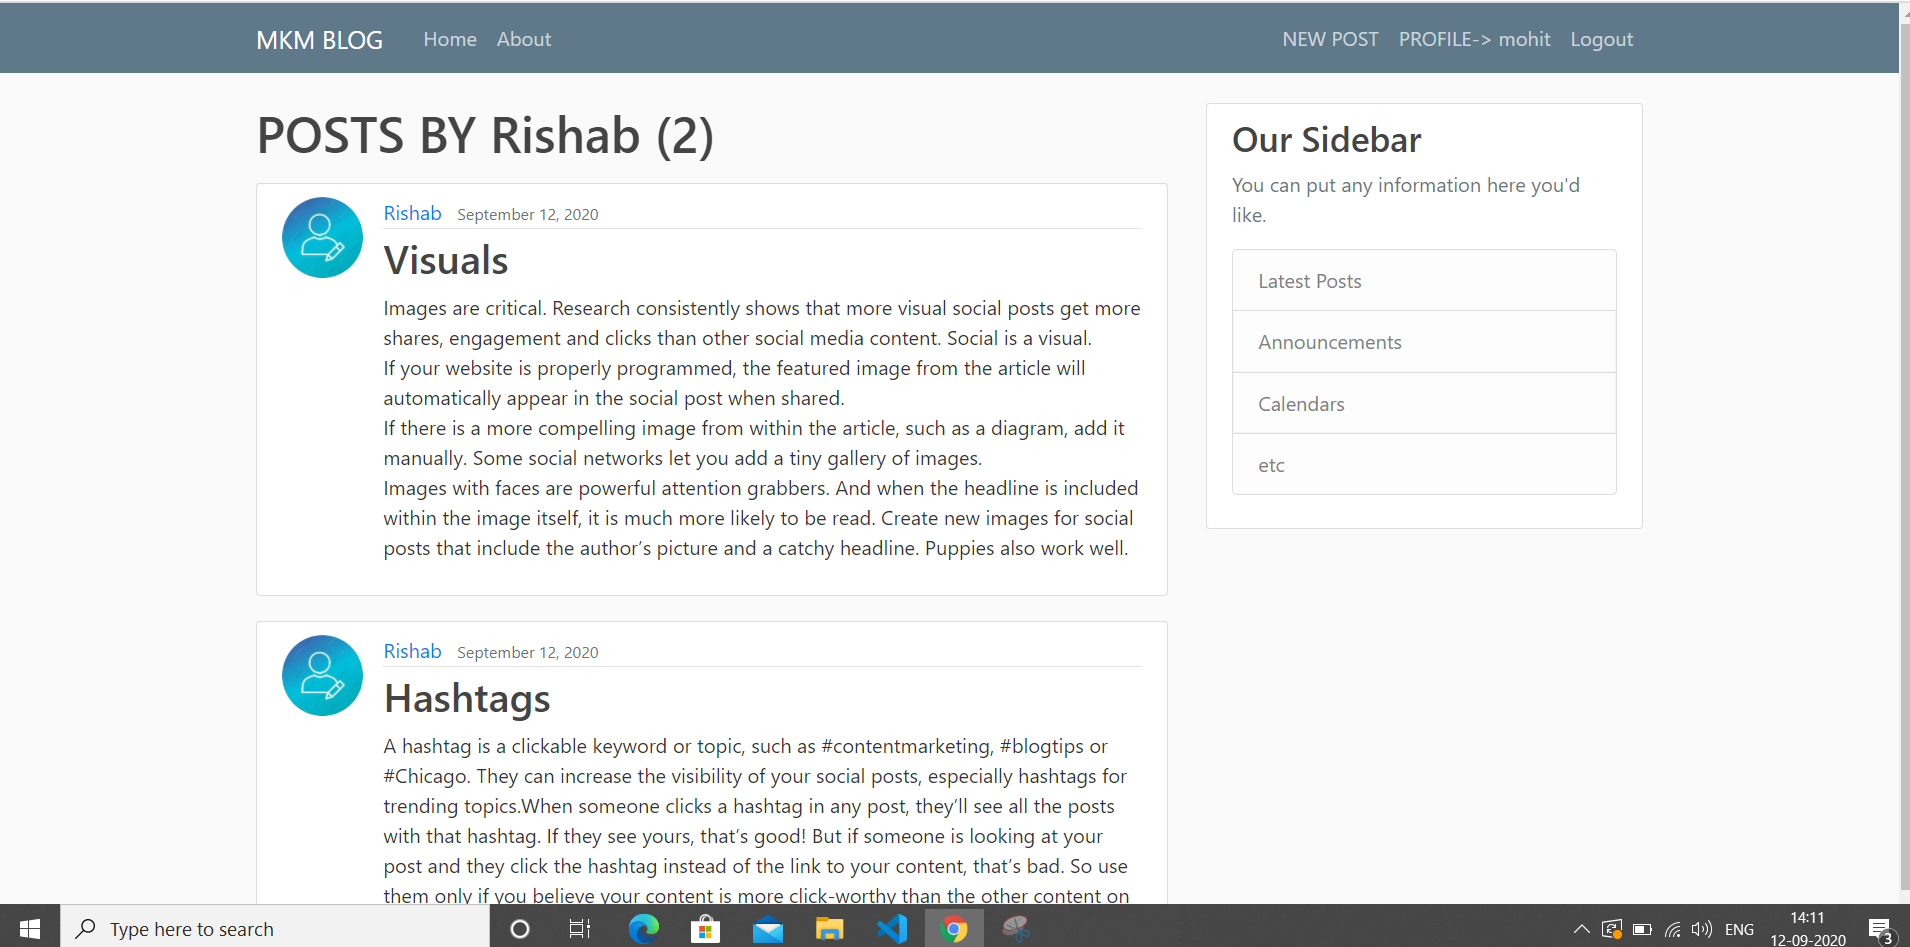 MKM BLOG Home About NEW POST PROFILE-> mohit Logout
POSTS BY Rishab (2)
Rishab September 12, 2020
Visuals
Images are critical. Research consistently shows that more visual social posts get more
shares, engagement and clicks than other social media content. Social is a visual.
If your website is properly programmed, the featured image from the article will
automatically appear in the social post when shared.
If there is a more compelling image from within the article, such as a diagram, add it
manually. Some social networks let you add a tiny gallery of images.
Images with faces are powerful attention grabbers. And when the headline is included
within the image itself, it is much more likely to be read. Create new images for social
posts that include the author’s picture and a catchy headline. Puppies also work well.
Rishab September 12, 2020
Hashtags
A hashtag is a clickable keyword or topic, such as #contentmarketing, #blogtips or
#Chicago. They can increase the visibility of your social posts, especially hashtags for
trending topics.When someone clicks a hashtag in any post, they’ll see all the posts
with that hashtag. If they see yours, that’s good! But if someone is looking at your
post and they click the hashtag instead of the link to your content, that’s bad. So use
them only if you believe your content is more click-worthy than the other content on
Our Sidebar
You can put any information here you'd
like.
Latest Posts
Announcements
Calendars
etc
Type here to search
ENG
14:11
12-09-2020
3